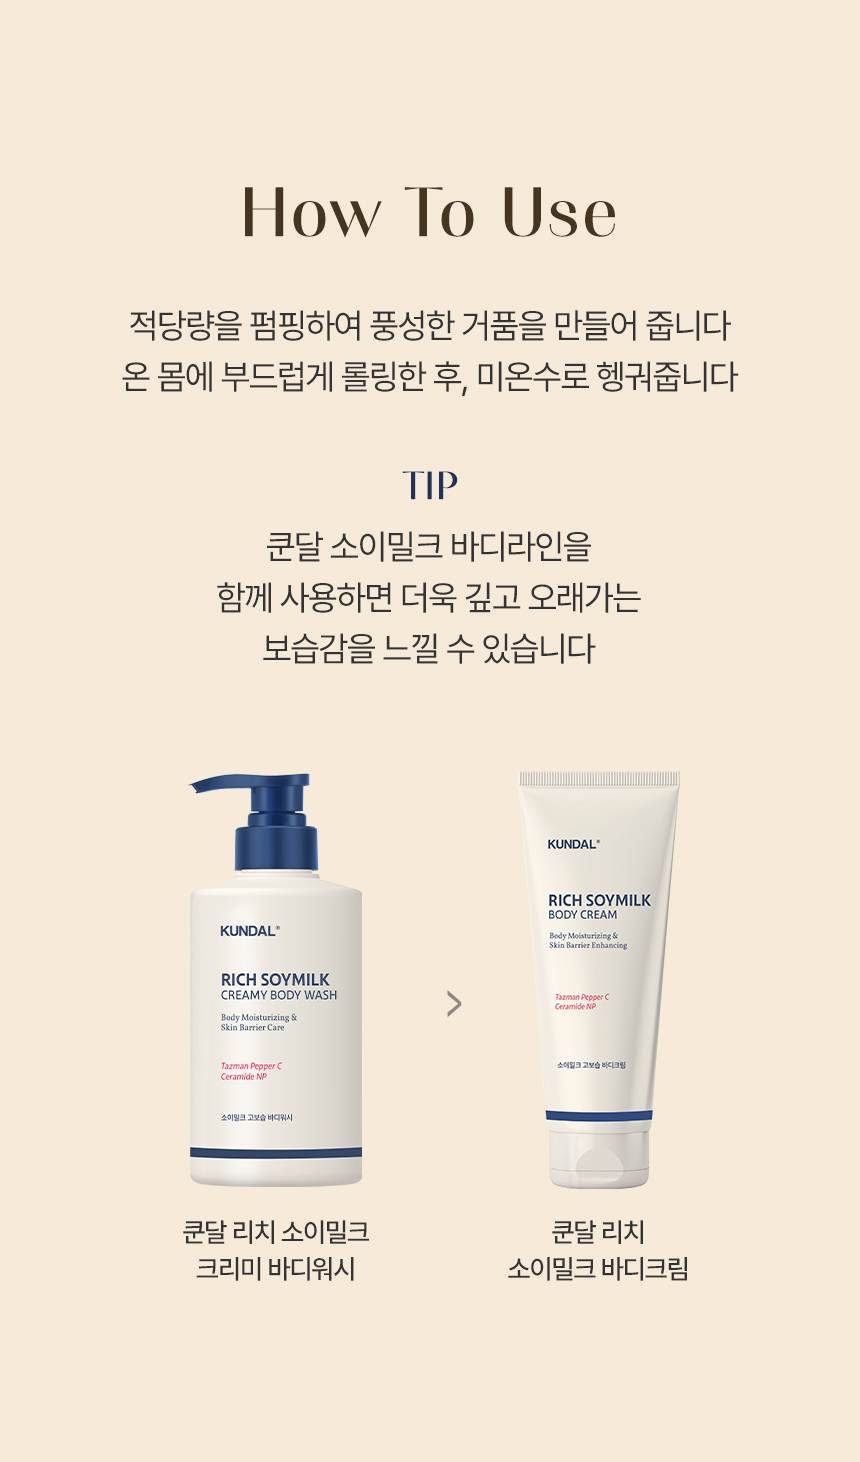 How To Use
적당량을 펌핑하여 풍성한 거품을 만들어 줍니다
온 몸에 부드럽게 롤링한 후, 미온수로 헹궈줍니다
TIP
쿤달 소이밀크 바디라인을
함께 사용하면 더욱 깊고 오래가는
보습감을 느낄 수 있습니다
KUNDAL®
RICH SOYMILK
CREAMY BODY WASH
Body Moisturizing &
Skin Barrier Care
Tazman Pepper C
Ceramide NP
소이밀크 고보습 바디워시
>
KUNDAL®
RICH SOYMILK
BODY CREAM
Body Moisturizing &
Skin Barrier Enhancing
Tazman Pepper C
Ceramide NP
소이밀크 고보습 바디크림
쿤달 리치 소이밀크
크리미 바디워시
쿤달 리치
소이밀크 바디크림